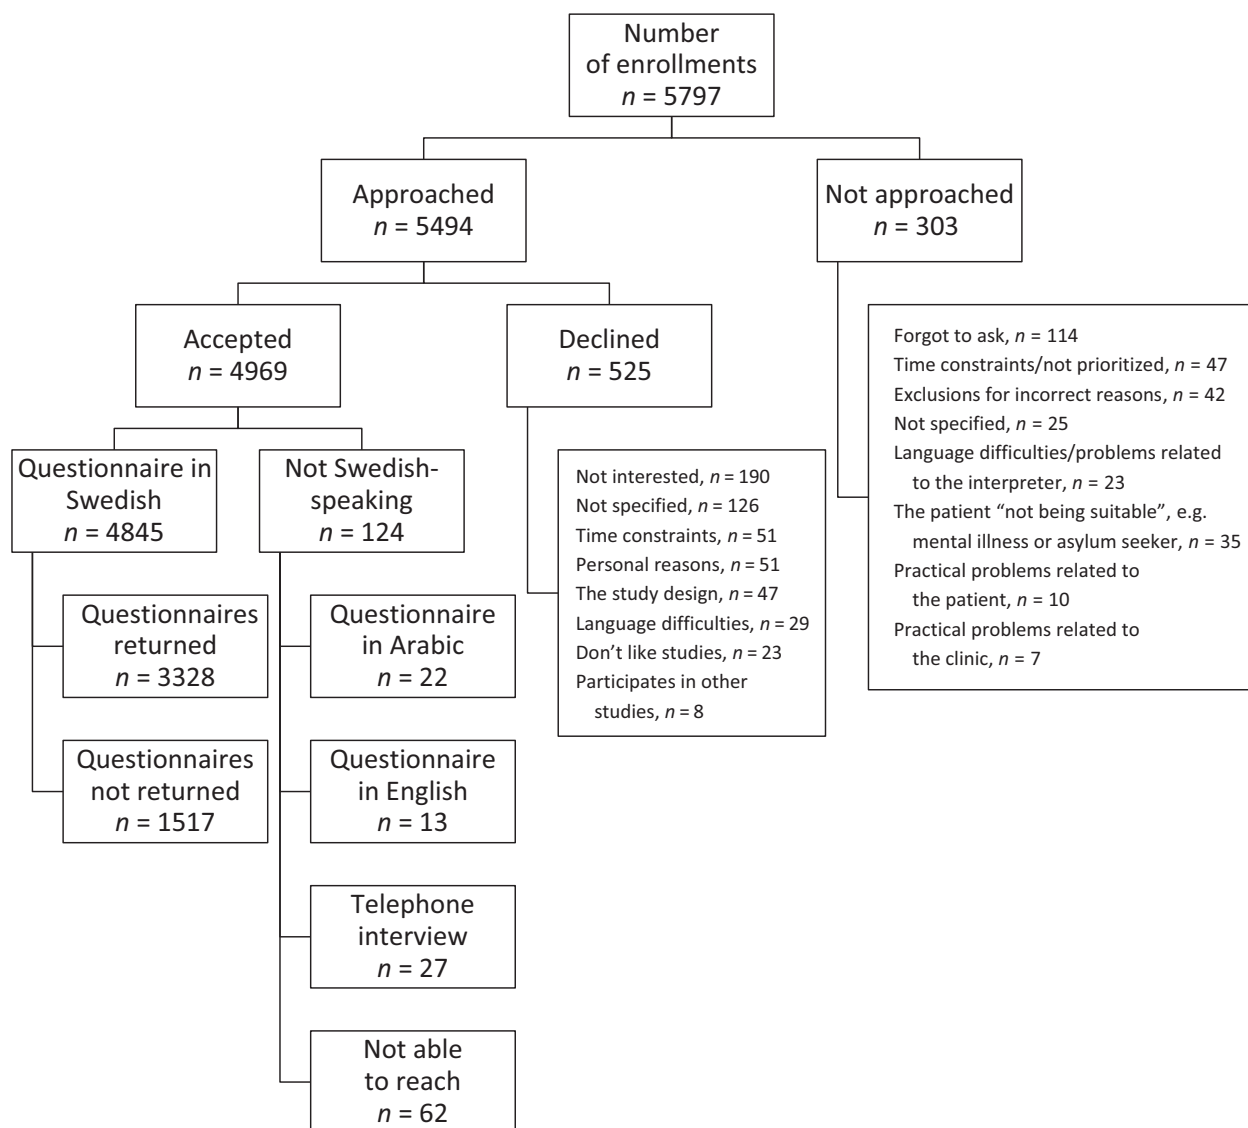 Number
of enrollments
n = 5797
Approached
n = 5494
Not approached
n = 303
Accepted
n = 4969
Declined
n = 525
Forgot to ask, n = 114
Time constraints/not prioritized, n = 47
Exclusions for incorrect reasons, n = 42
Not specified, n = 25
Language difficulties/problems related
to the interpreter, n = 23
The patient “not being suitable”, e.g.
mental illness or asylum seeker, n = 35
Practical problems related to
the patient, n = 10
Practical problems related to
the clinic, n = 7
Questionnaire in
Swedish
n = 4845
Not Swedish-
speaking
n = 124
Not interested, n = 190
Not specified, n = 126
Time constraints, n = 51
Personal reasons, n = 51
The study design, n = 47
Language difficulties, n = 29
Don’t like studies, n = 23
Participates in other
studies, n = 8
Questionnaires
returned
n = 3328
Questionnaire
in Arabic
n = 22
Questionnaires
not returned
n = 1517
Questionnaire
in English
n = 13
Telephone
interview
n = 27
Not able
to reach
n = 62